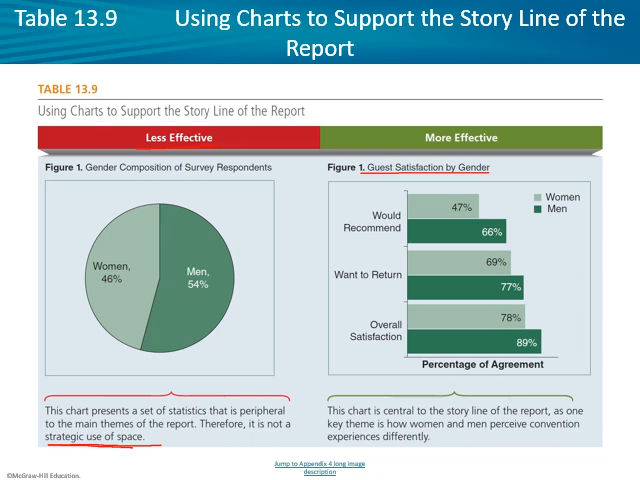 Table 13.9 Using Charts to Support the Story Line of the
Report
TABLE 13.9
Using Charts to Support the Story Line of the Report
Less Effective
More Effective
Figure 1. Gender Composition of Survey Respondents
Women,
46%
Men,
54%
This chart presents a set of statistics that is peripheral
to the main themes of the report. Therefore, it is not a
strategic use of space.
Figure 1. Guest Satisfaction by Gender
Women
Men
Would
Recommend
47%
66%
Want to Return
69%
77%
Overall
Satisfaction
78%
89%
Percentage of Agreement
This chart is central to the story line of the report, as one
key theme is how women and men perceive convention
experiences differently.
Jump to Appendix 4 long image
description
©McGraw-Hill Education.